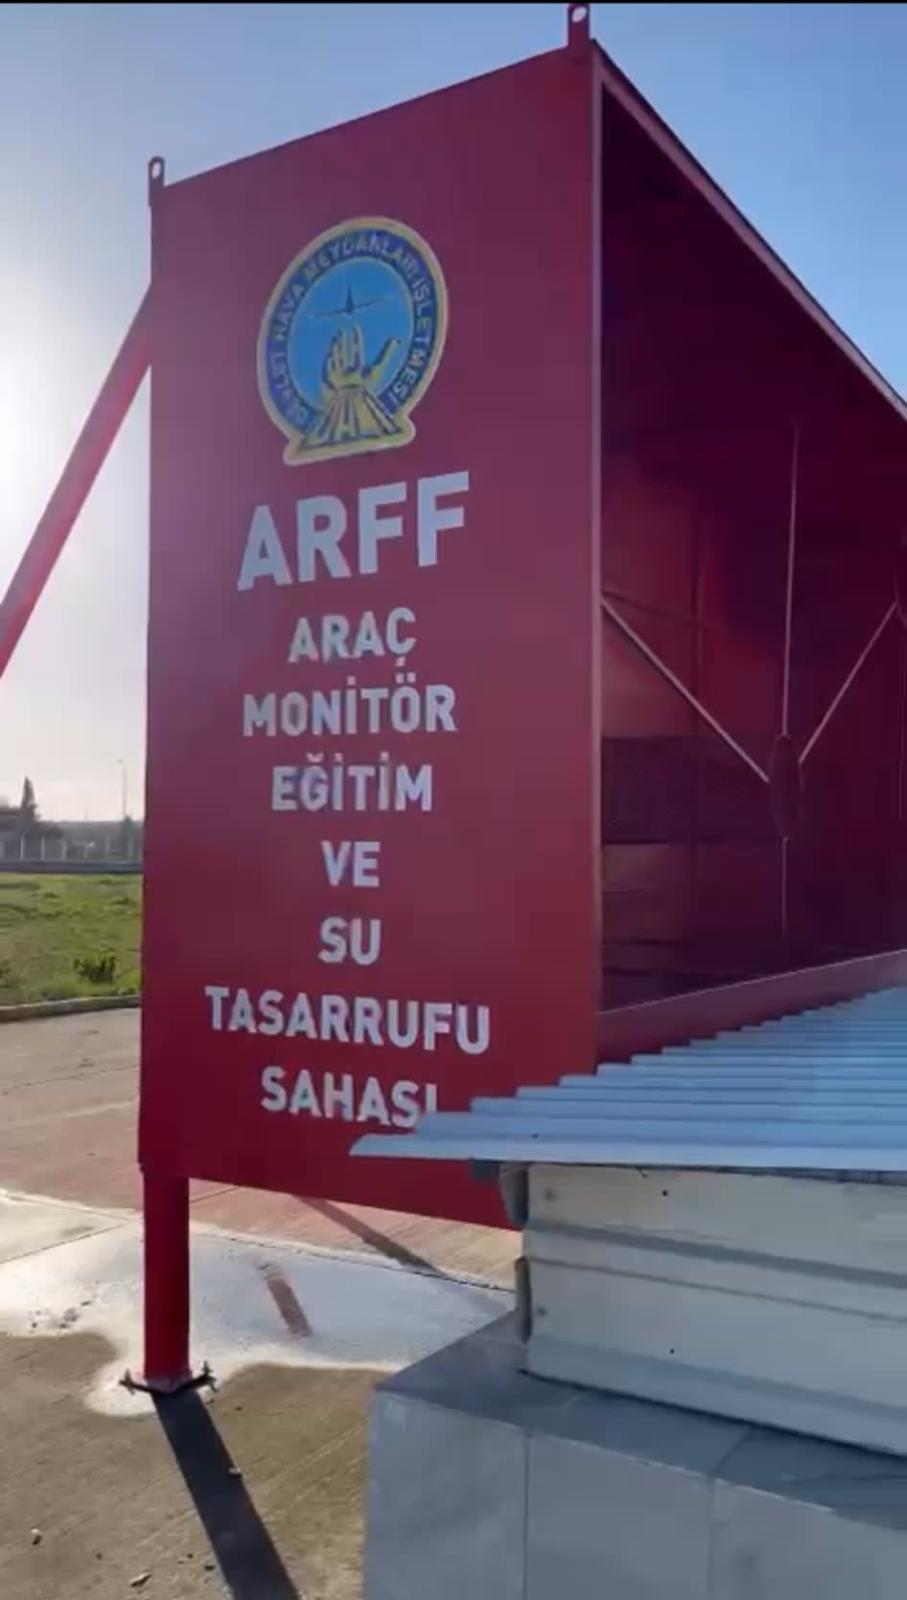 DEVLET HAVA MEYDANLARI İŞLETMESİ
ARFF
ARAÇ
MONİTÖR
EĞİTİM
VE
SU
TASARRUFU
SAHASI